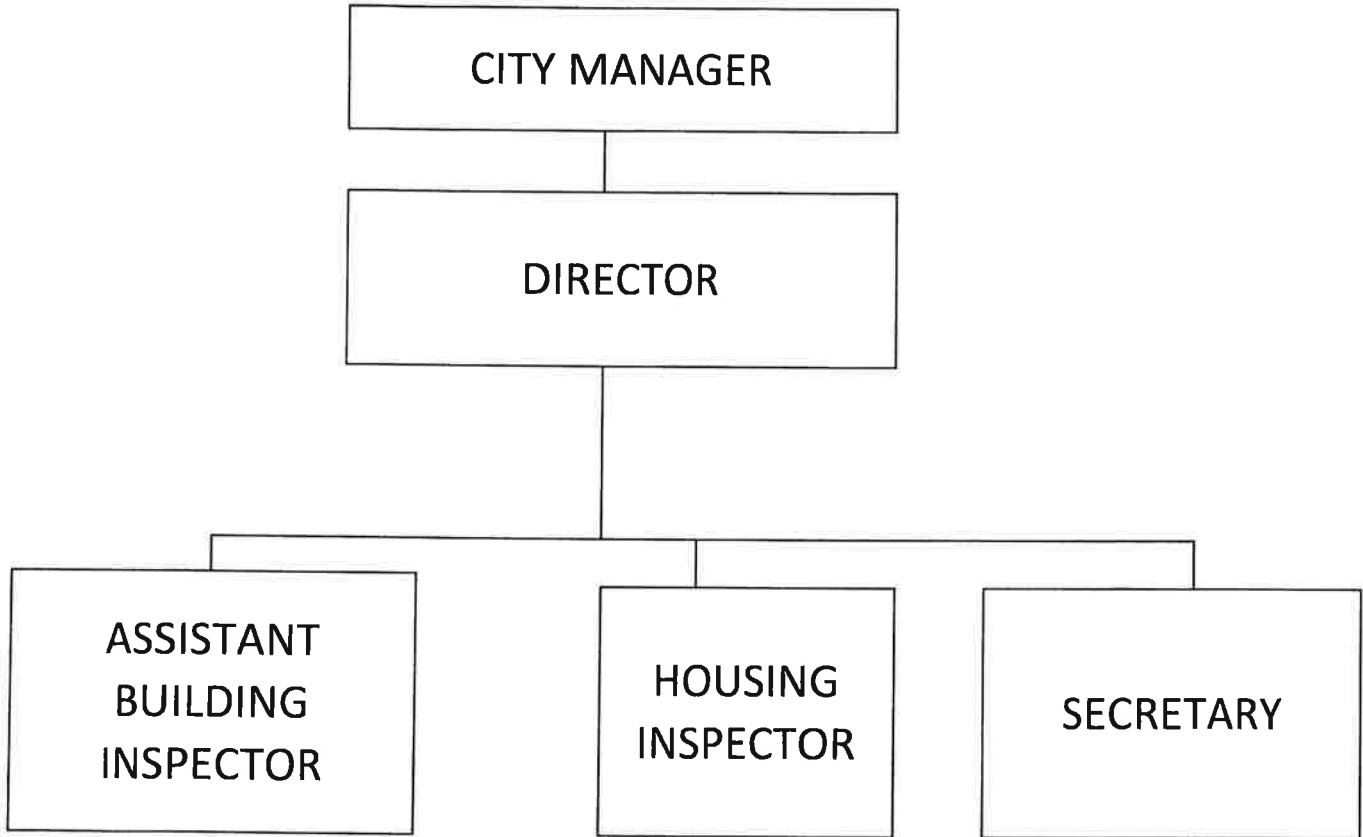 CITY MANAGER
DIRECTOR
ASSISTANT
BUILDING
INSPECTOR
HOUSING
INSPECTOR
SECRETARY